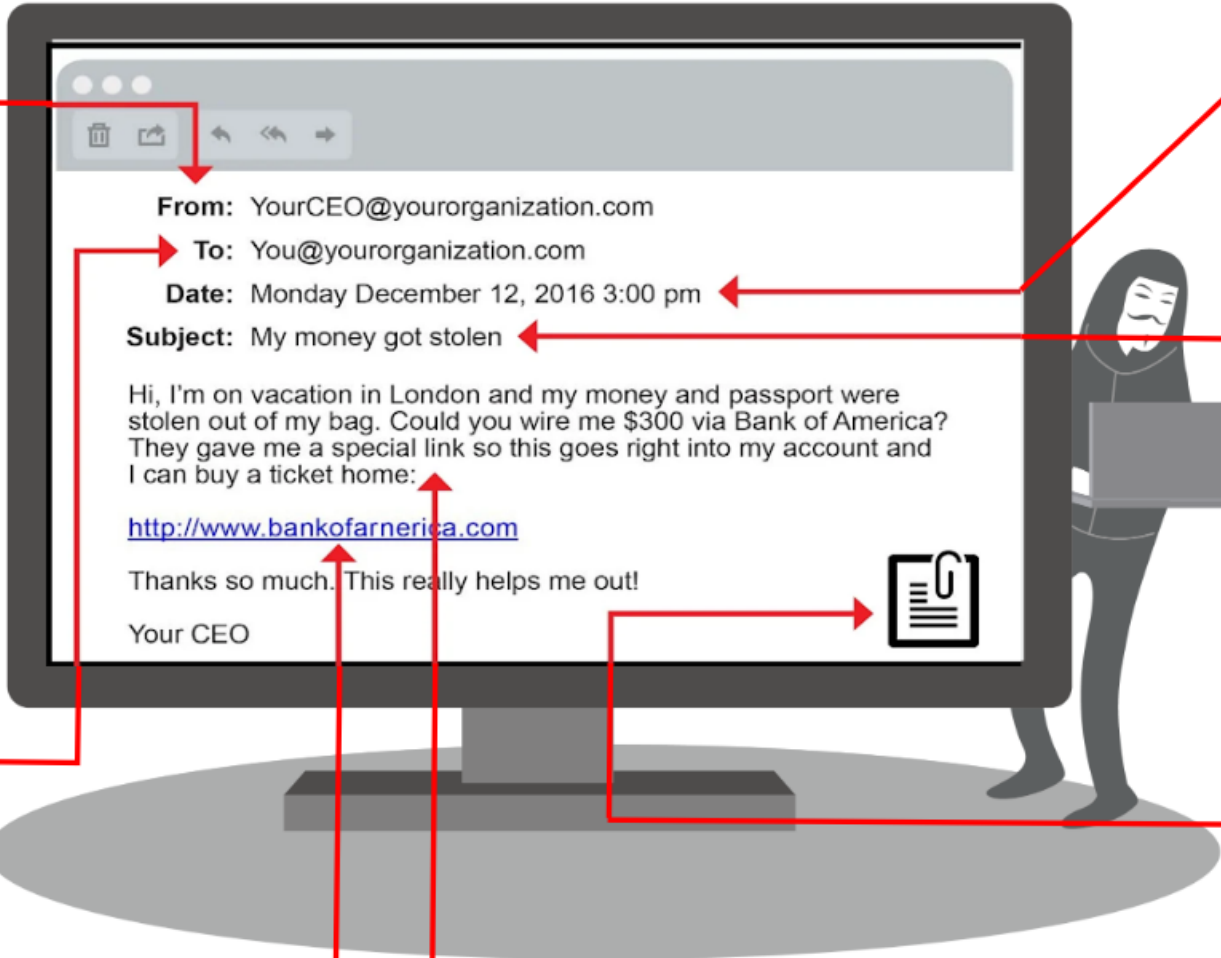 From: YourCEO@yourorganization.com
To: You@yourorganization.com
Date: Monday December 12, 2016 3:00 pm
Subject: My money got stolen
Hi, I'm on vacation in London and my money and passport were
stolen out of my bag. Could you wire me $300 via Bank of America?
They gave me a special link so this goes right into my account and
I can buy a ticket home:
http://www.bankofarnerica.com
Thanks so much. This really helps me out!
Your CEO